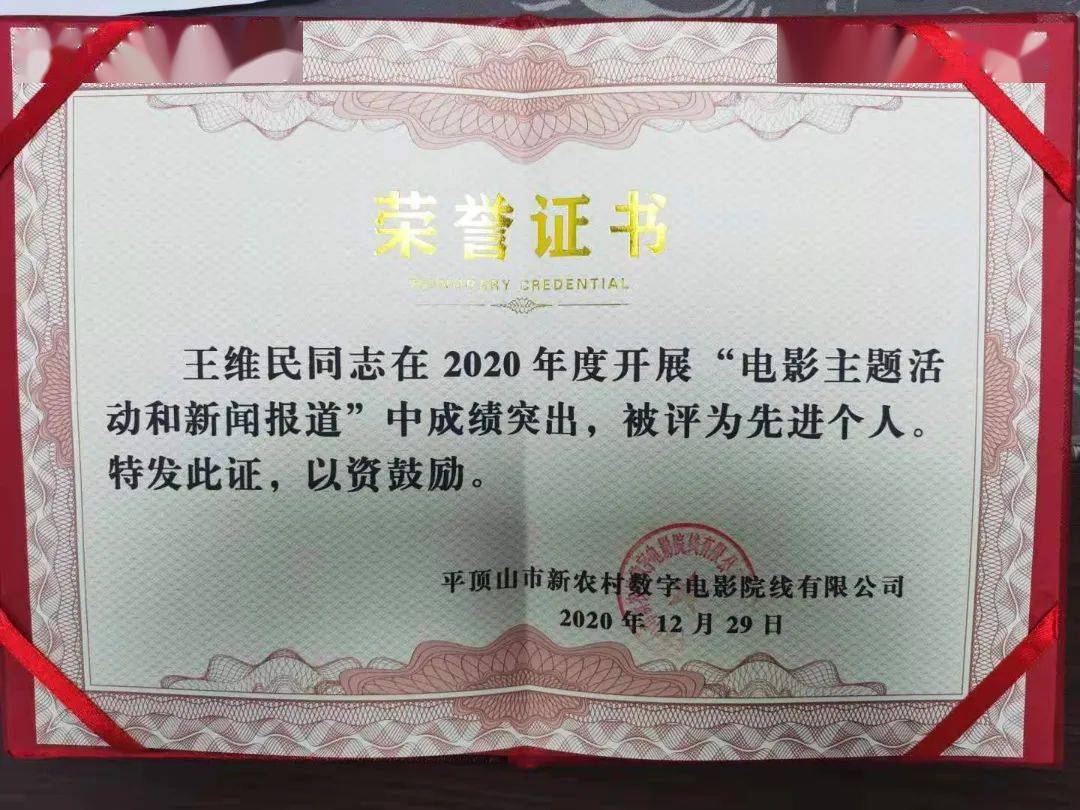 荣誉证书
HONORARY CREDENTIAL
王维民同志在 2020 年度开展“电影主题活
动和新闻报道”中成绩突出，被评为先进个人。
特发此证，以资鼓励。
平顶山市新农村数字电影院线有限公司
2020 年 12 月 29 日